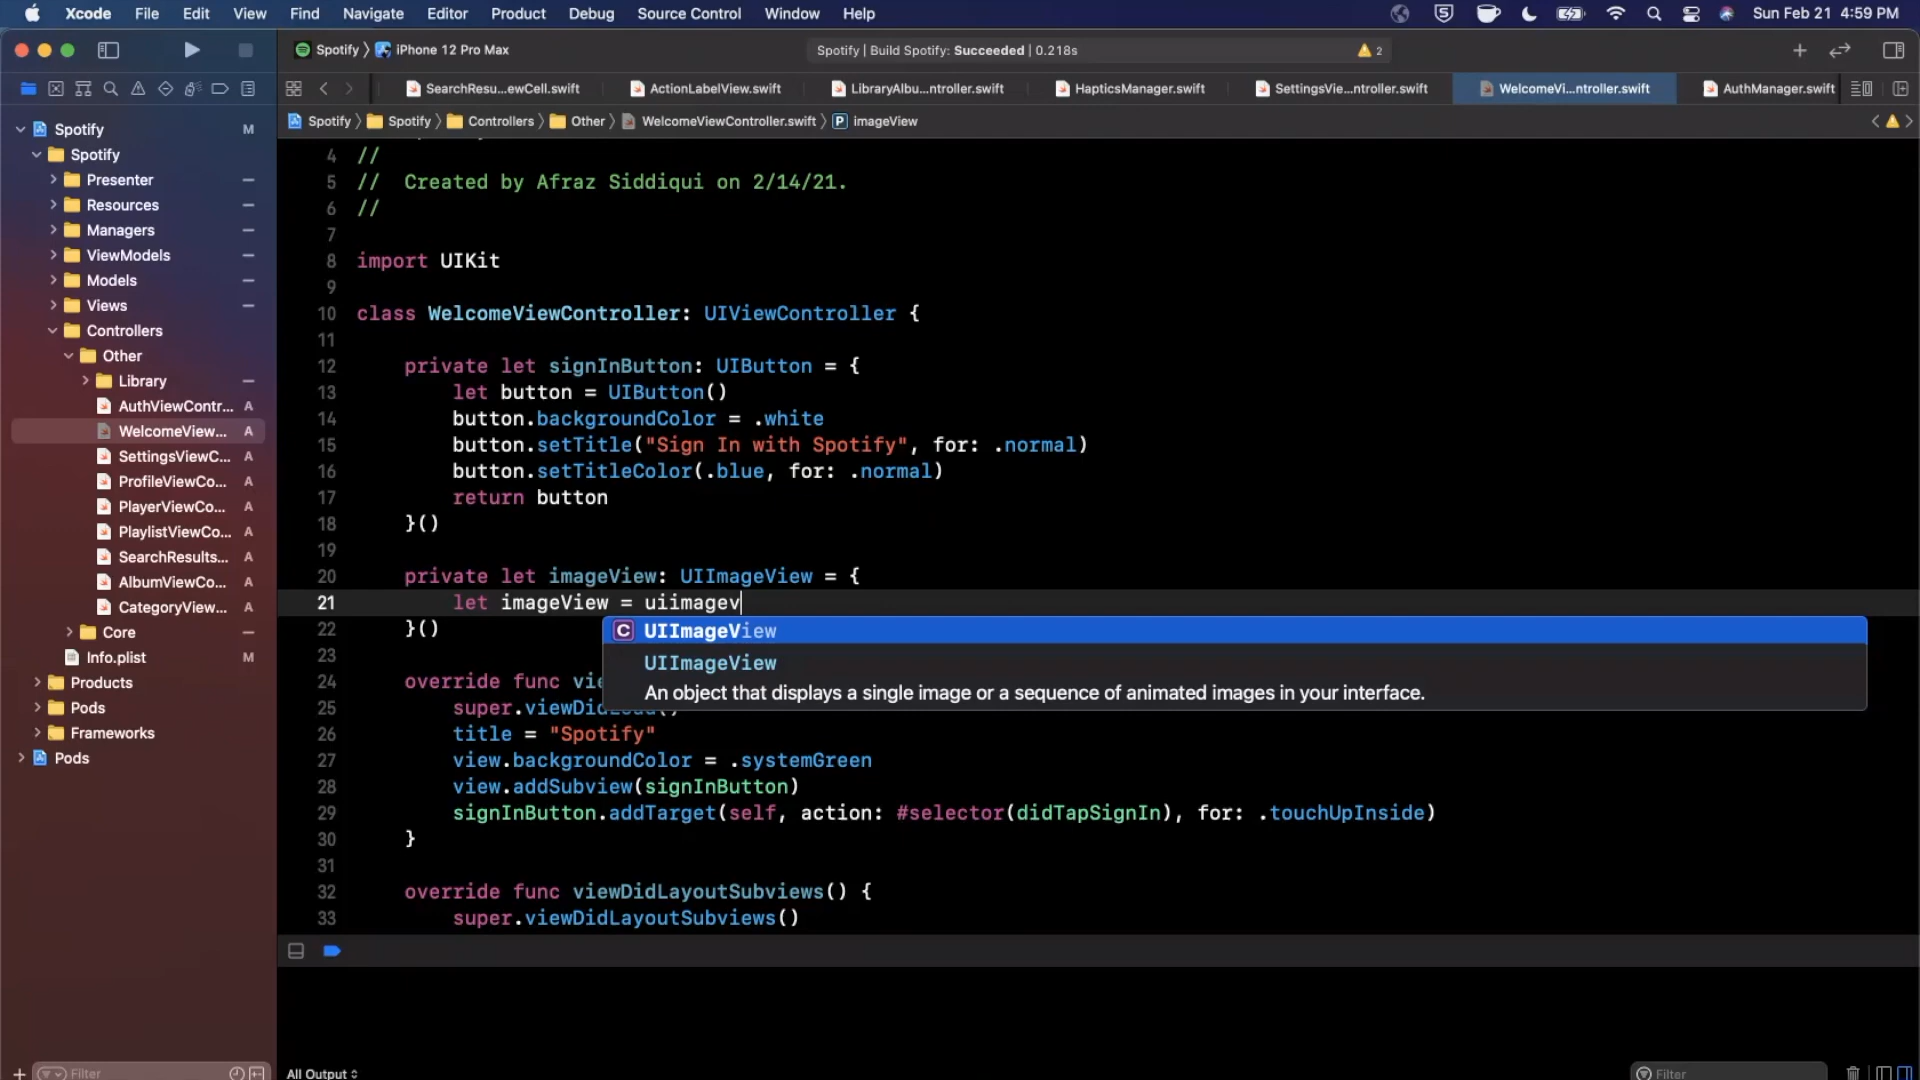 Xcode File Edit View Find Navigate Editor Product Debug Source Control Window Help Sun Feb 21 4:59 PM
Spotify iPhone 12 Pro Max Spotify | Build Spotify: Succeeded | 0.218s 2
SearchResu...ewCell.swift ActionLabelView.swift LibraryAlbu...ntroller.swift HapticsManager.swift SettingsVie...ntroller.swift WelcomeVi...ntroller.swift AuthManager.swift
Spotify Spotify Controllers Other WelcomeViewController.swift P imageView
Spotify M
Spotify
Presenter
Resources
Managers
ViewModels
Models
Views
Controllers
Other
Library
AuthViewContr... A
WelcomeView... A
SettingsViewC... A
ProfileViewCo... A
PlayerViewCo... A
PlaylistViewCo... A
SearchResults... A
AlbumViewCo... A
CategoryView... A
Core
Info.plist M
Products
Pods
Frameworks
Pods
Filter
4 //
5 //  Created by Afraz Siddiqui on 2/14/21.
6 //
7
8 import UIKit
9
10 class WelcomeViewController: UIViewController {
11
12     private let signInButton: UIButton = {
13         let button = UIButton()
14         button.backgroundColor = .white
15         button.setTitle("Sign In with Spotify", for: .normal)
16         button.setTitleColor(.blue, for: .normal)
17         return button
18     }()
19
20     private let imageView: UIImageView = {
21         let imageView = uiimagev
C UIImageView
UIImageView
An object that displays a single image or a sequence of animated images in your interface.
22     }()
23
24     override func vie
25         super.viewDidLoad()
26         title = "Spotify"
27         view.backgroundColor = .systemGreen
28         view.addSubview(signInButton)
29         signInButton.addTarget(self, action: #selector(didTapSignIn), for: .touchUpInside)
30     }
31
32     override func viewDidLayoutSubviews() {
33         super.viewDidLayoutSubviews()
All Output
Filter